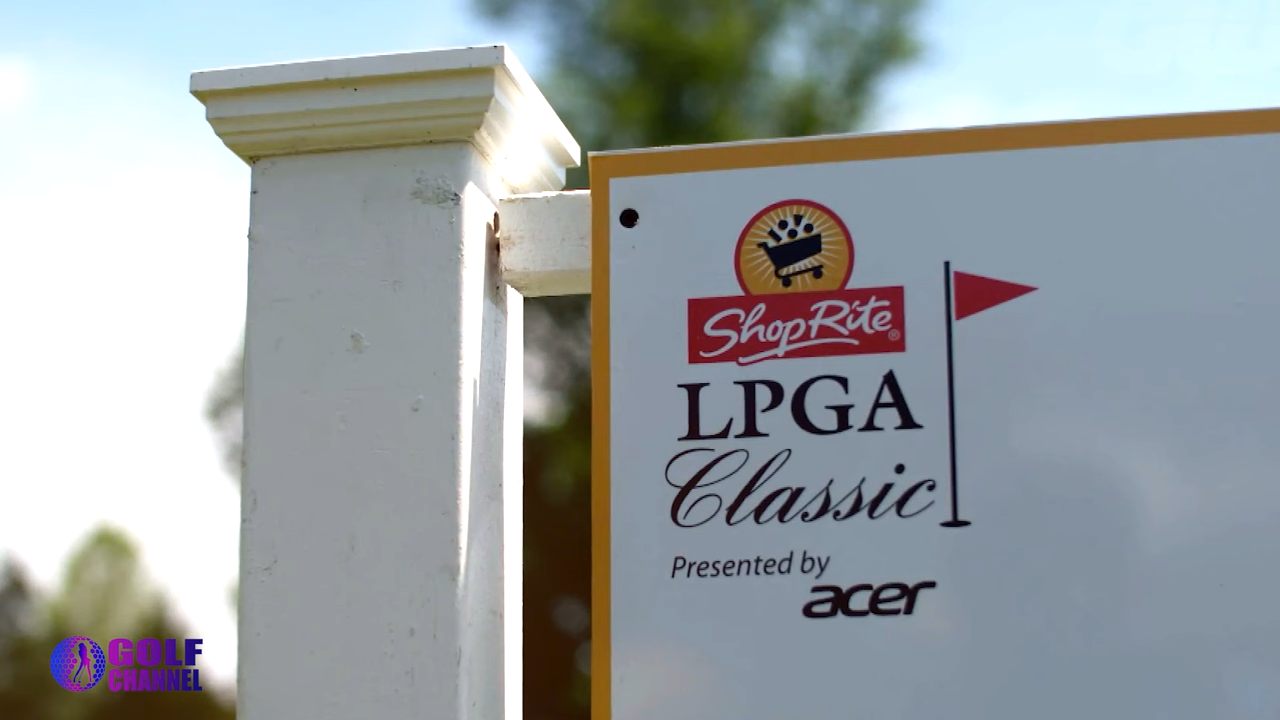 ShopRite®
LPGA
Classic
Presented by
acer
GOLF
CHANNEL